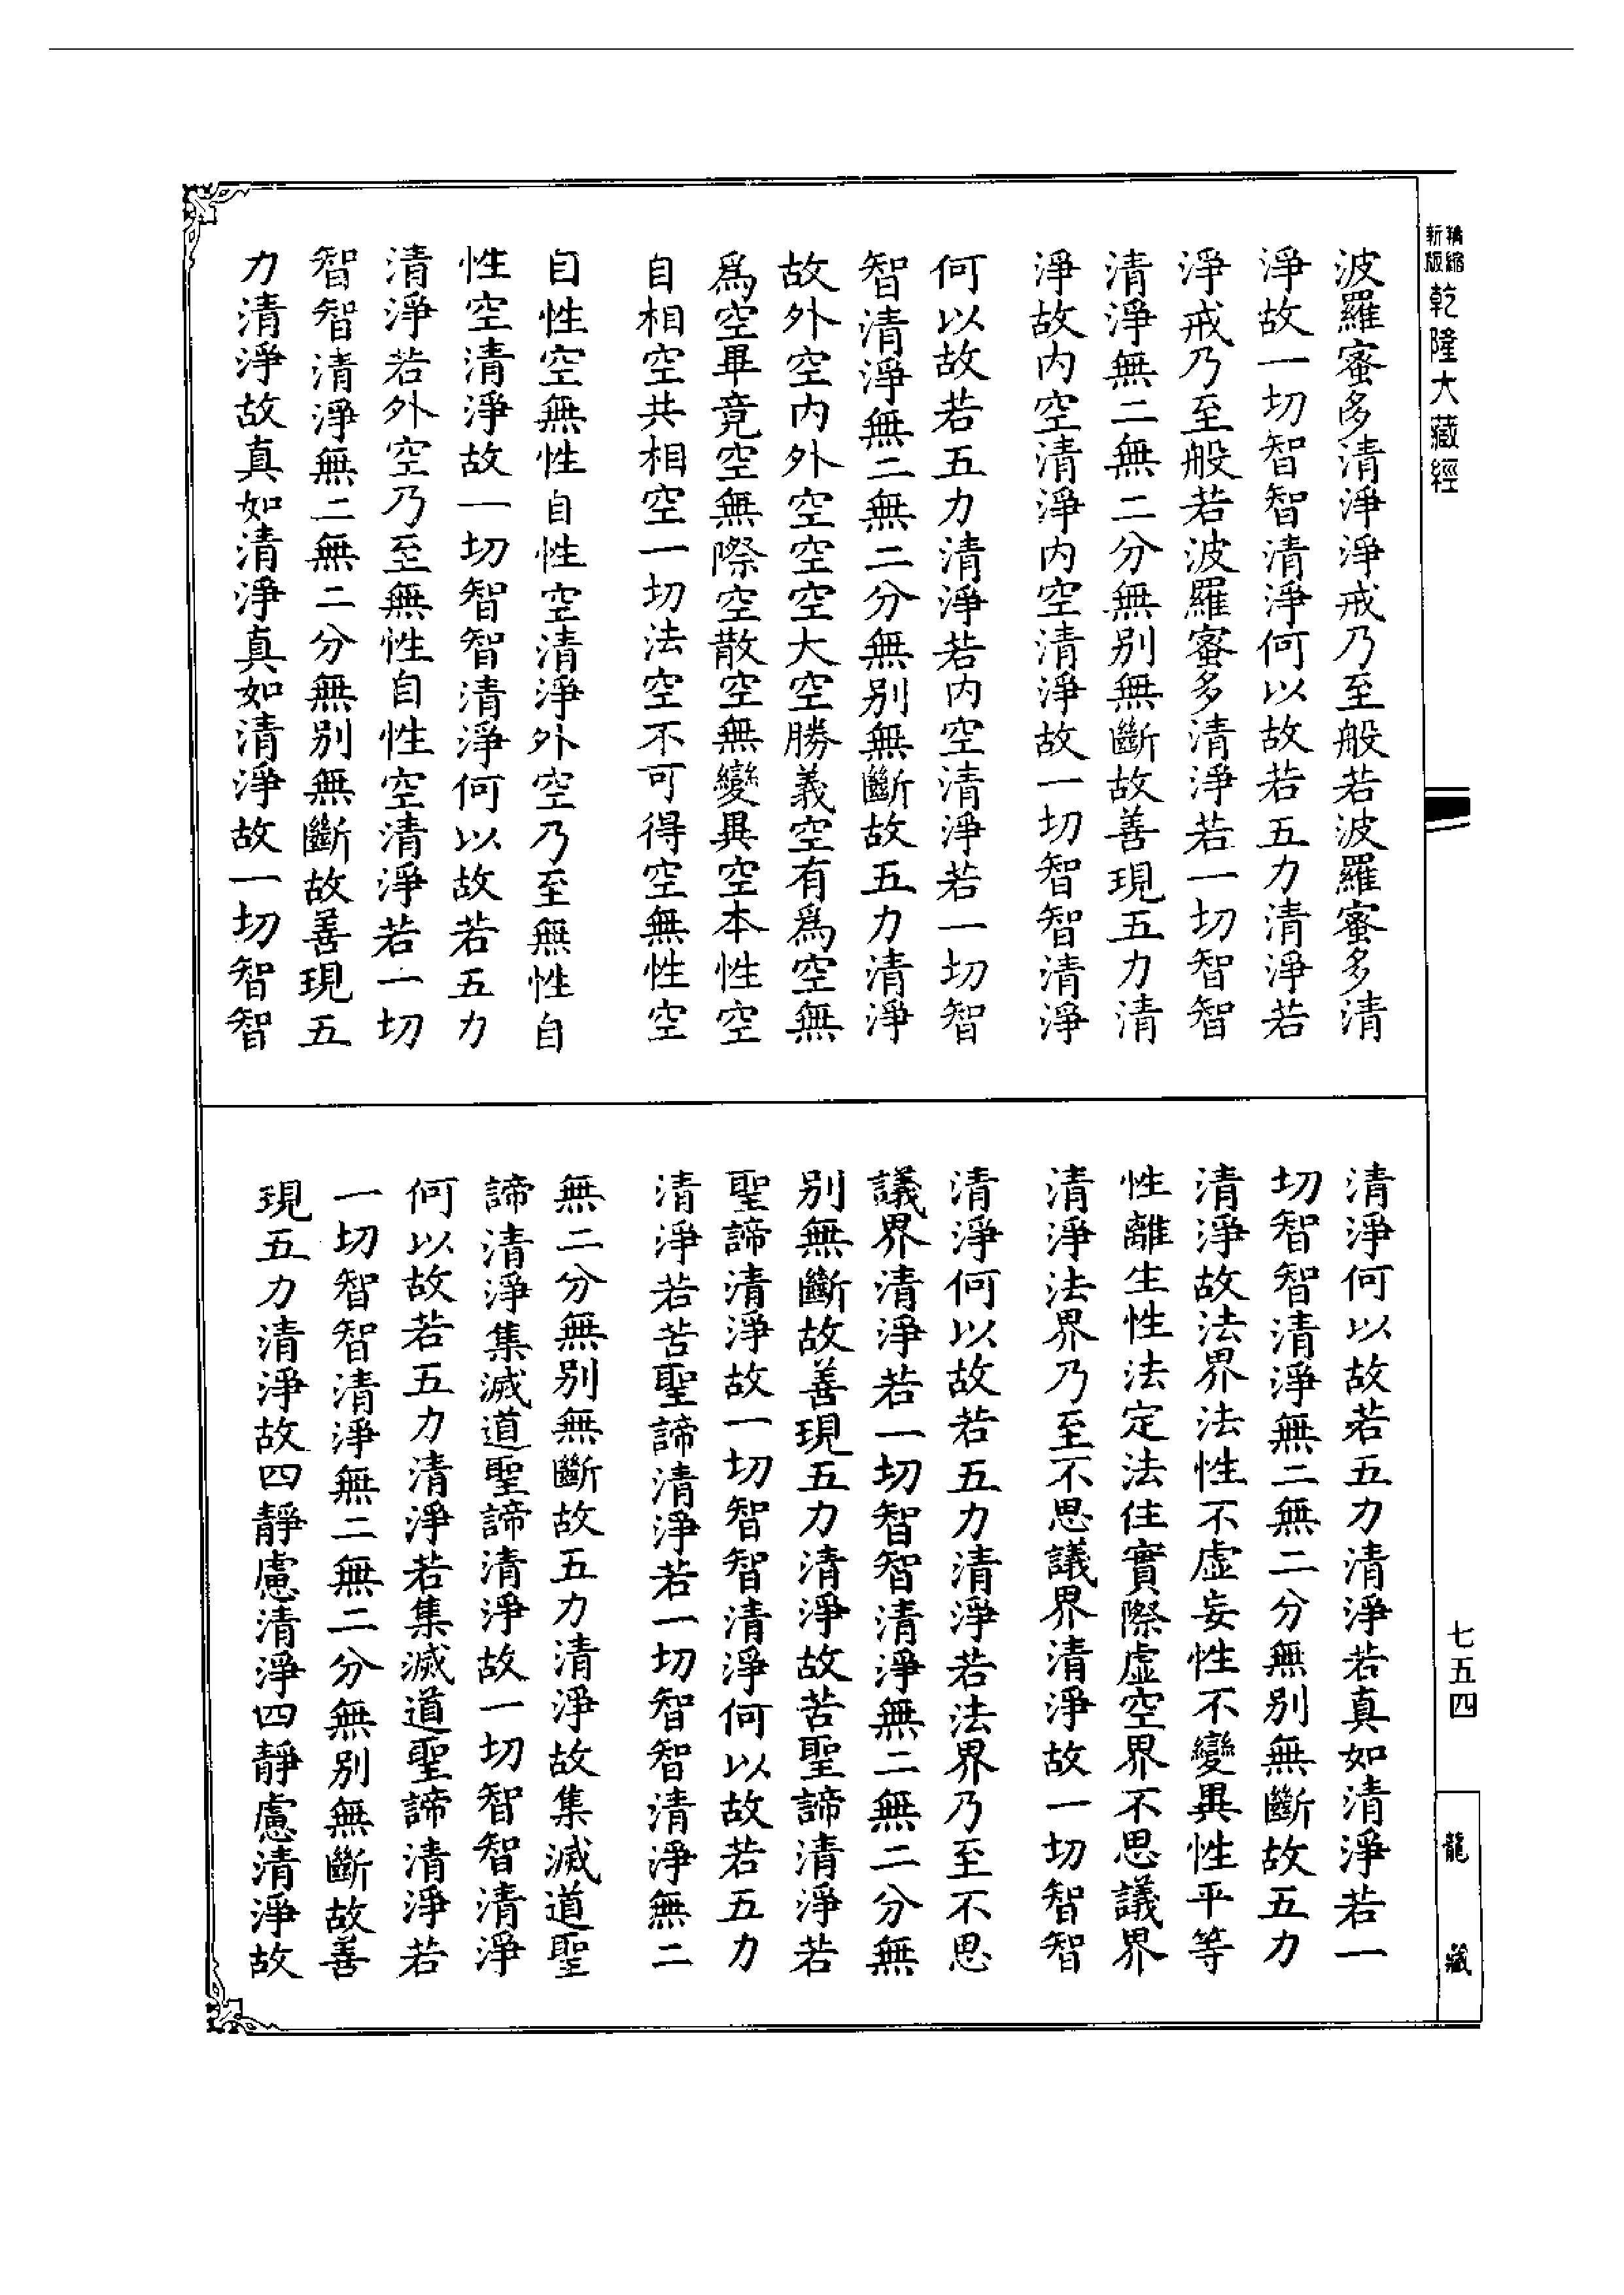 精縮新版乾隆大藏經
波羅蜜多清淨淨戒乃至般若波羅蜜多清
淨故一切智智清淨何以故若五力清淨若
淨戒乃至般若波羅蜜多清淨若一切智智
清淨無二無二分無別無斷故善現五力清
淨故內空清淨內空清淨故一切智智清淨
何以故若五力清淨若內空清淨若一切智
智清淨無二無二分無別無斷故五力清淨
故外空內外空空空大空勝義空有爲空無
爲空畢竟空無際空散空無變異空本性空
自相空共相空一切法空不可得空無性空
自性空無性自性空清淨外空乃至無性自
性空清淨故一切智智清淨何以故若五力
清淨若外空乃至無性自性空清淨若一切
智智清淨無二無二分無別無斷故善現五
力清淨故真如清淨真如清淨故一切智智
清淨何以故若五力清淨若真如清淨若一
切智智清淨無二無二分無別無斷故五力
清淨故法界法性不虛妄性不變異性平等
性離生性法定法住實際虛空界不思議界
清淨法界乃至不思議界清淨故一切智智
清淨何以故若五力清淨若法界乃至不思
議界清淨若一切智智清淨無二無二分無
別無斷故善現五力清淨故苦聖諦清淨若
聖諦清淨故一切智智清淨何以故若五力
清淨若苦聖諦清淨若一切智智清淨無二
無二分無別無斷故五力清淨故集滅道聖
諦清淨集滅道聖諦清淨故一切智智清淨
何以故若五力清淨若集滅道聖諦清淨若
一切智智清淨無二無二分無別無斷故善
現五力清淨故四靜慮清淨四靜慮清淨故
七五四
龍藏